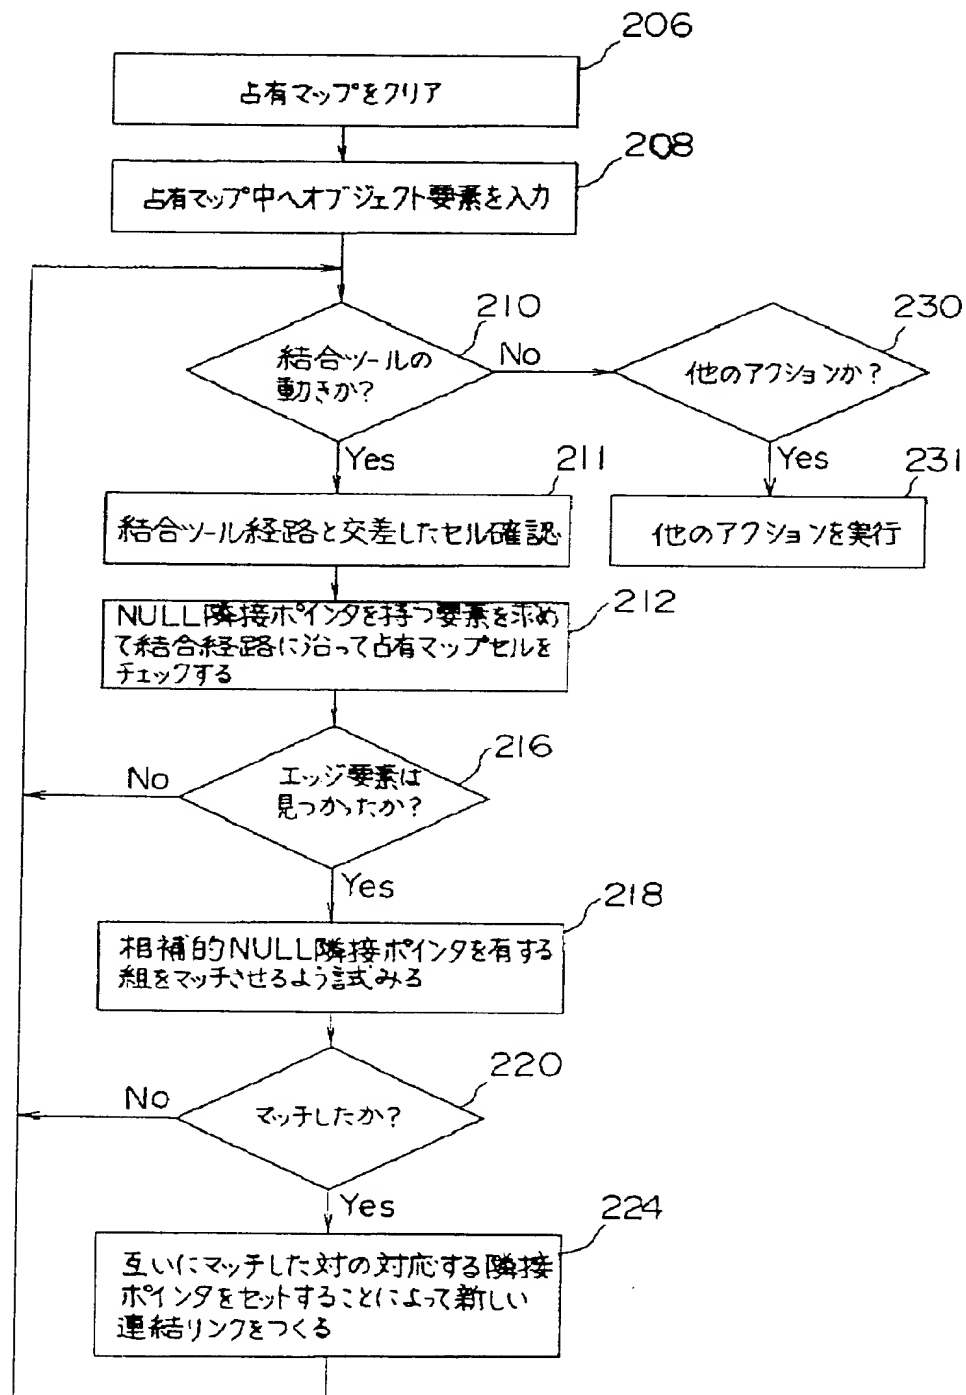 206
占有マップをクリア
208
占有マップ中へオブジェクト要素を入力
210
結合ツールの
動きか?
No
230
他のアクションか?
Yes
211
結合ツール経路と交差したセル確認
Yes
231
他のアクションを実行
212
NULL隣接ポインタを持つ要素を求め
て結合経路に沿って占有マップセルを
チェックする
216
エッジ要素は
見つかったか?
No
Yes
218
相補的NULL隣接ポインタを有する
組をマッチさせるよう試みる
220
マッチしたか?
No
Yes
224
互いにマッチした対の対応する隣接
ポインタをセットすることによって新しい
連結リンクをつくる